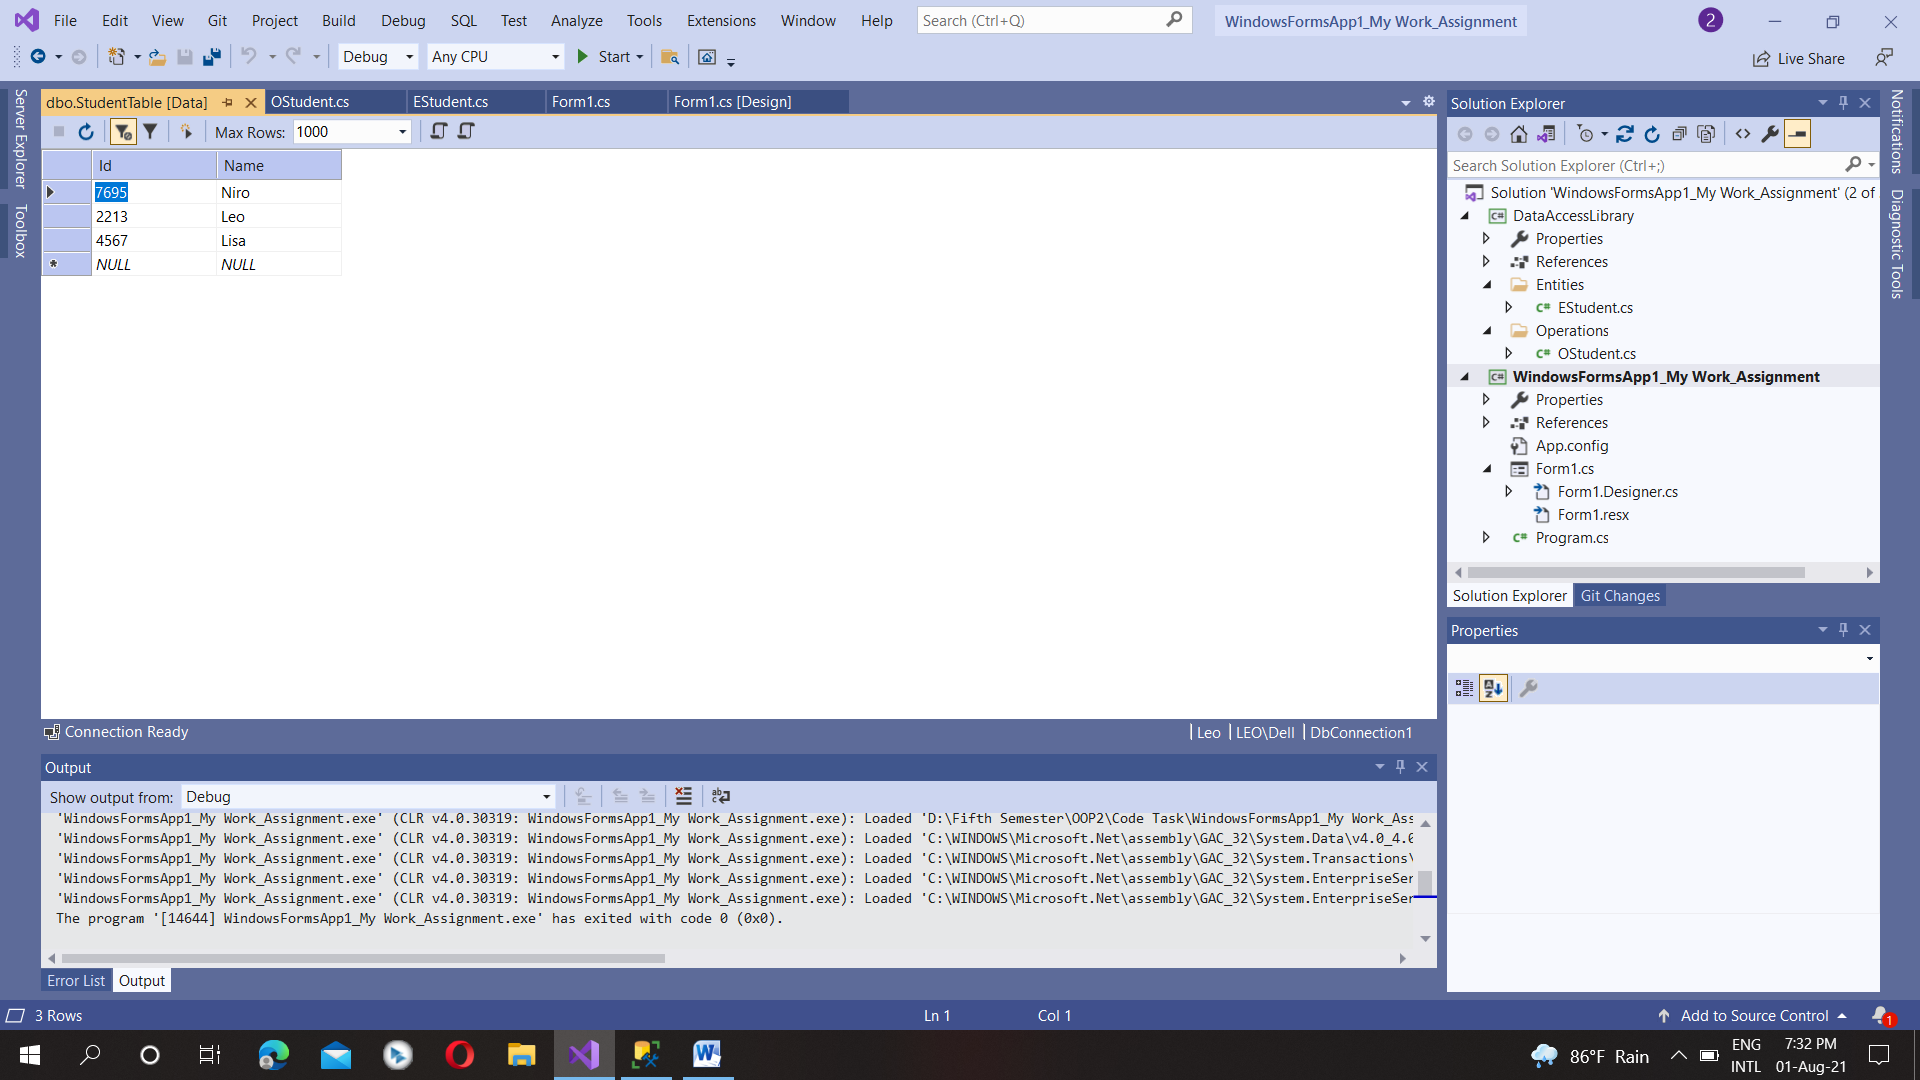 File Edit View Git Project Build Debug SQL Test Analyze Tools Extensions Window Help Search (Ctrl+Q) WindowsFormsApp1_My Work_Assignment 2
Debug Any CPU Start Live Share
Server Explorer
Toolbox
dbo.StudentTable [Data] OStudent.cs EStudent.cs Form1.cs Form1.cs [Design]
Max Rows: 1000
Id Name
7695 Niro
2213 Leo
4567 Lisa
NULL NULL
Connection Ready Leo LEO\Dell DbConnection1
Output
Show output from: Debug
'WindowsFormsApp1_My Work_Assignment.exe' (CLR v4.0.30319: WindowsFormsApp1_My Work_Assignment.exe): Loaded 'D:\Fifth Semester\OOP2\Code Task\WindowsFormsApp1_My Work_Ass
'WindowsFormsApp1_My Work_Assignment.exe' (CLR v4.0.30319: WindowsFormsApp1_My Work_Assignment.exe): Loaded 'C:\WINDOWS\Microsoft.Net\assembly\GAC_32\System.Data\v4.0_4.0
'WindowsFormsApp1_My Work_Assignment.exe' (CLR v4.0.30319: WindowsFormsApp1_My Work_Assignment.exe): Loaded 'C:\WINDOWS\Microsoft.Net\assembly\GAC_32\System.Transactions\
'WindowsFormsApp1_My Work_Assignment.exe' (CLR v4.0.30319: WindowsFormsApp1_My Work_Assignment.exe): Loaded 'C:\WINDOWS\Microsoft.Net\assembly\GAC_32\System.EnterpriseSer
'WindowsFormsApp1_My Work_Assignment.exe' (CLR v4.0.30319: WindowsFormsApp1_My Work_Assignment.exe): Loaded 'C:\WINDOWS\Microsoft.Net\assembly\GAC_32\System.EnterpriseSer
The program '[14644] WindowsFormsApp1_My Work_Assignment.exe' has exited with code 0 (0x0).
Error List Output
Solution Explorer
Search Solution Explorer (Ctrl+;)
Solution 'WindowsFormsApp1_My Work_Assignment' (2 of
DataAccessLibrary
Properties
References
Entities
EStudent.cs
Operations
OStudent.cs
WindowsFormsApp1_My Work_Assignment
Properties
References
App.config
Form1.cs
Form1.Designer.cs
Form1.resx
Program.cs
Solution Explorer Git Changes
Properties
Notifications
Diagnostic Tools
3 Rows Ln 1 Col 1 Add to Source Control 1
86°F Rain ENG 7:32 PM
INTL 01-Aug-21